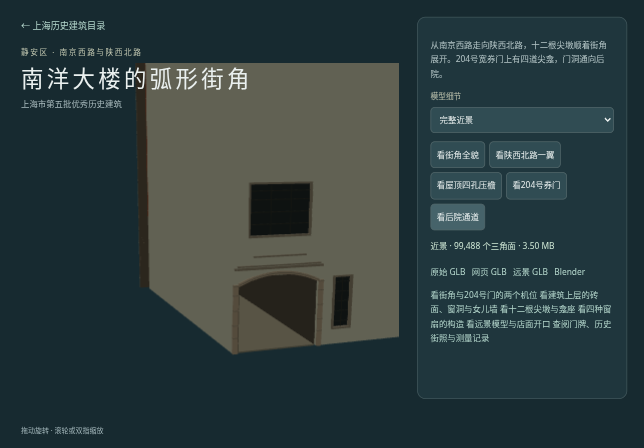 ← 上海历史建筑目录
静安区 · 南京西路与陕西北路
南洋大楼的弧形街角
上海市第五批优秀历史建筑
从南京西路走向陕西北路，十二根尖墩顺着街角
展开。204号宽券门上有四道尖龛，门洞通向后
院。
模型细节
完整近景
看街角全貌
看陕西北路一翼
看屋顶四孔压檐
看204号券门
看后院通道
近景 · 99,488 个三角面 · 3.50 MB
原始 GLB 网页 GLB 远景 GLB Blender
看街角与204号门的两个机位 看建筑上层的砖
面、窗洞与女儿墙 看十二根尖墩与龛座 看四种窗
扇的构造 看远景模型与店面开口 查阅门牌、历史
街照与测量记录
拖动旋转 · 滚轮或双指缩放